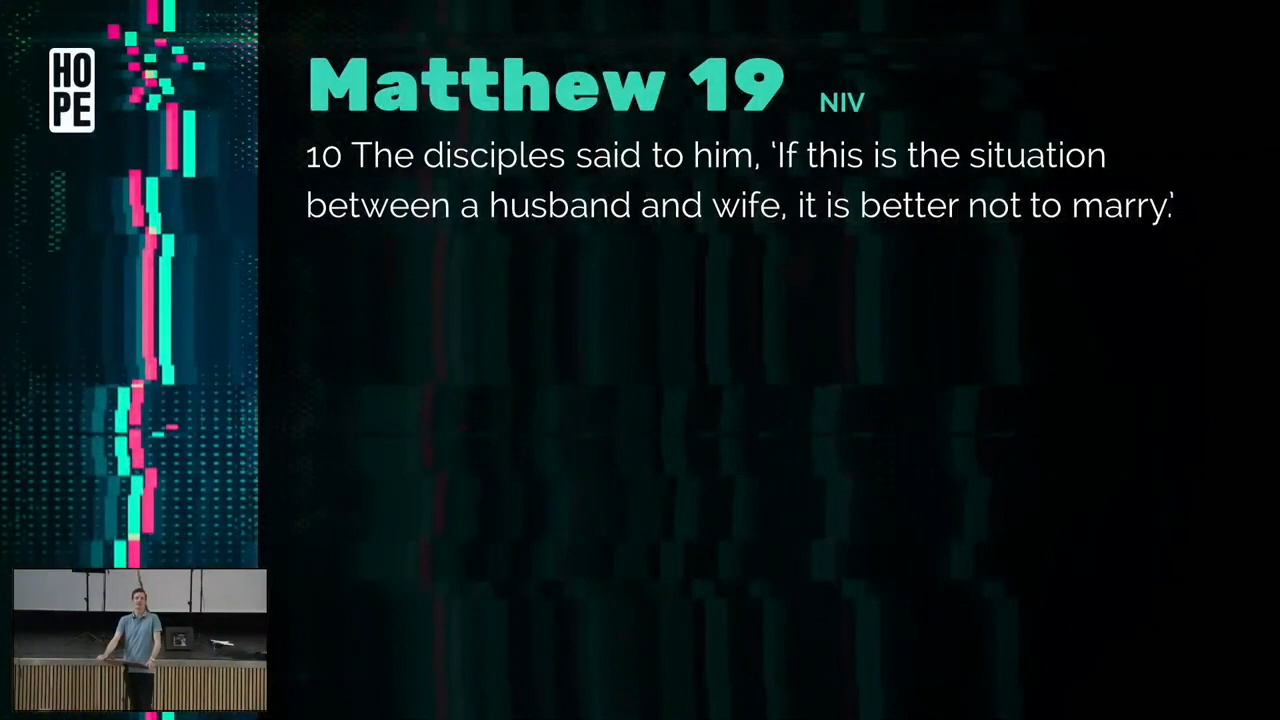 HO
PE
Matthew 19 NIV
10 The disciples said to him, ‘If this is the situation
between a husband and wife, it is better not to marry.’